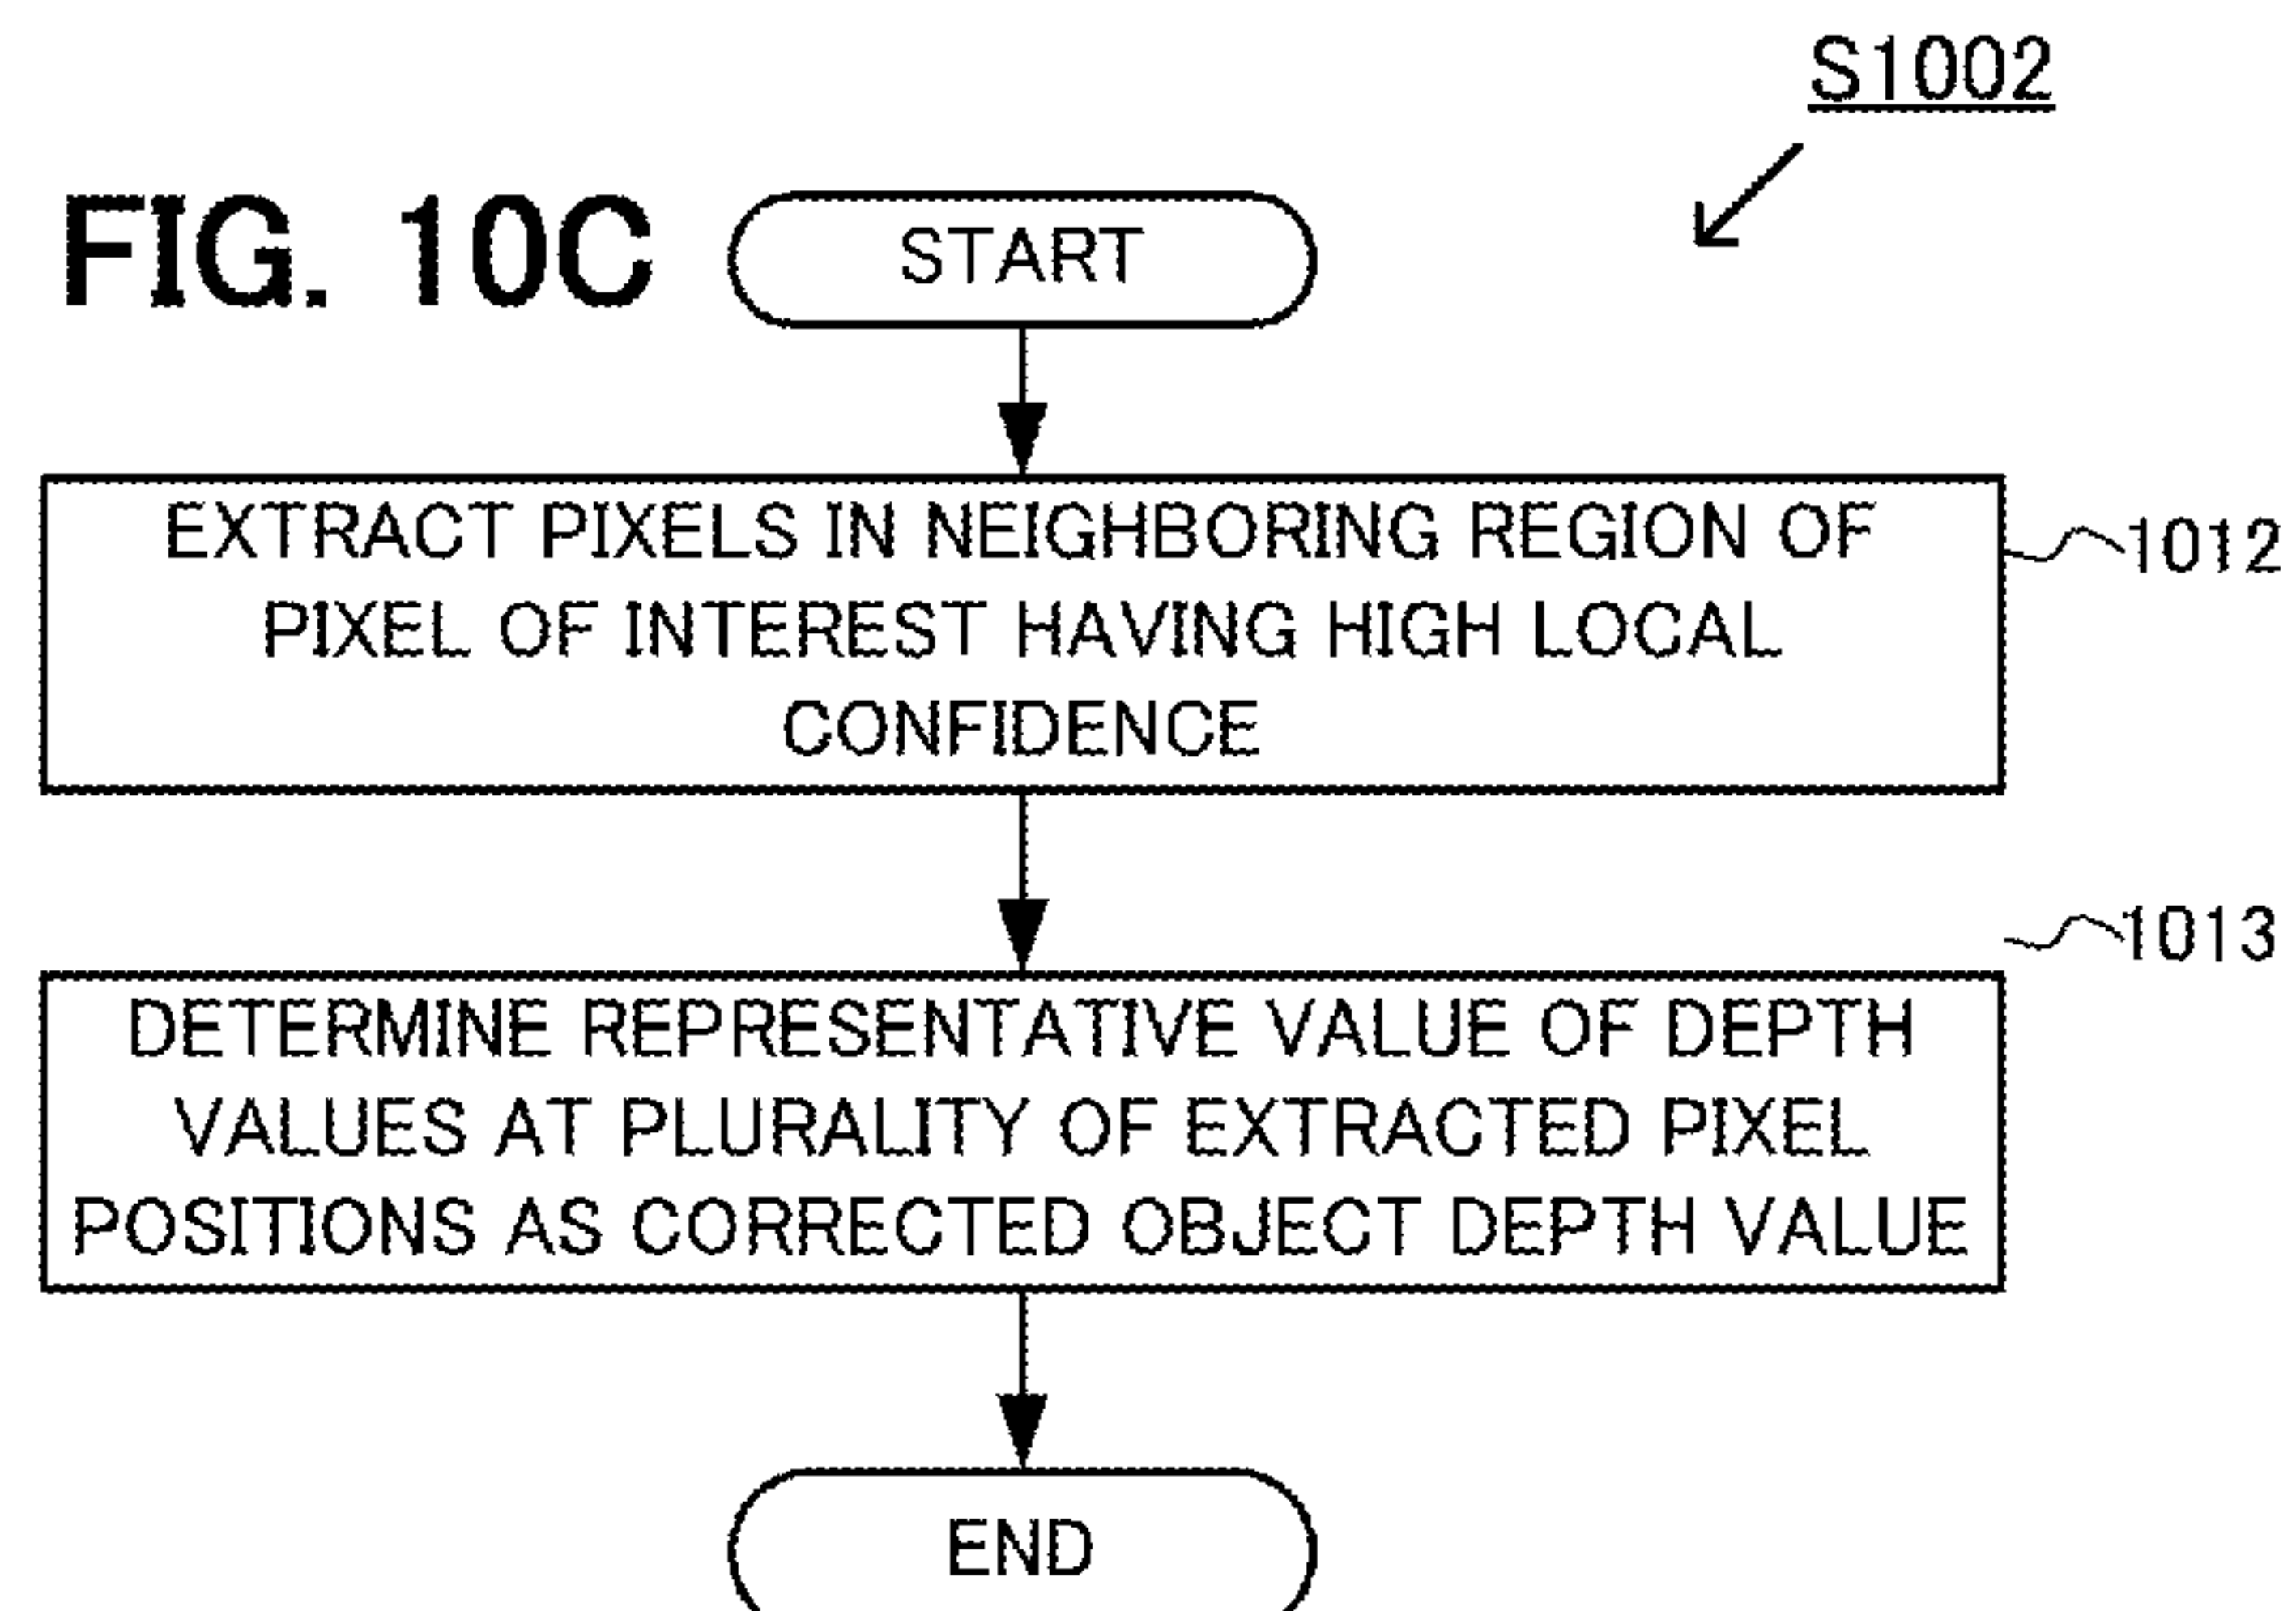 S1002
FIG. 10C
START
EXTRACT PIXELS IN NEIGHBORING REGION OF
PIXEL OF INTEREST HAVING HIGH LOCAL
CONFIDENCE
1012
1013
DETERMINE REPRESENTATIVE VALUE OF DEPTH
VALUES AT PLURALITY OF EXTRACTED PIXEL
POSITIONS AS CORRECTED OBJECT DEPTH VALUE
END